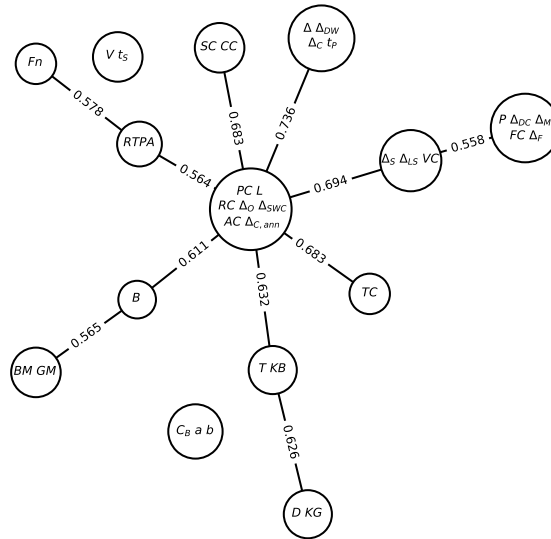 Δ Δ_DW
Δ_C t_P
SC CC
V t_S
Fn
0.578
0.683
0.736
P Δ_DC Δ_M
FC Δ_F
0.558
RTPA
Δ_S Δ_LS VC
0.564
0.694
PC L
RC Δ_O Δ_SWC
AC Δ_C,ann
0.611
0.683
0.632
B
TC
0.565
BM GM
T KB
C_B a b
0.626
D KG